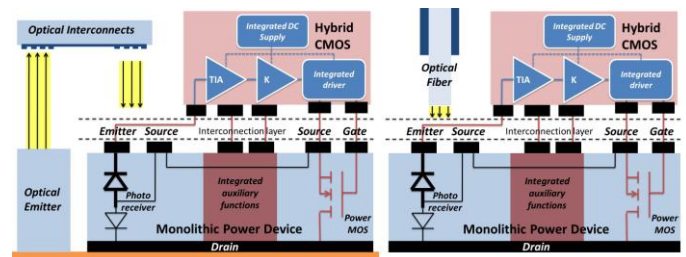 Optical Interconnects
Optical
Emitter
Integrated DC
Supply
Hybrid
CMOS
TIA
K
Integrated
driver
Emitter
Source
Interconnection layer
Source
Gate
Photo
receiver
Integrated
auxiliary
functions
Power
MOS
Monolithic Power Device
Drain
Optical
Fiber
Integrated DC
Supply
Hybrid
CMOS
TIA
K
Integrated
driver
Emitter
Source
Interconnection layer
Source
Gate
Photo
receiver
Integrated
auxiliary
functions
Power
MOS
Monolithic Power Device
Drain